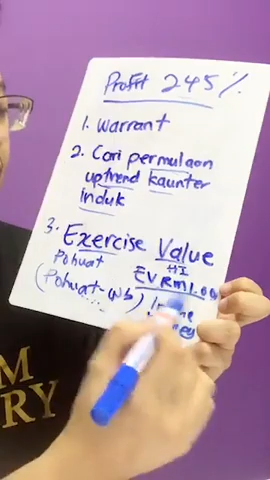 Profit 245%
1. Warrant
2. Cari permulaan
uptrend kaunter
induk
3. Exercise Value
Pohuat HI
(Pohuat-wb) EV RM1.00
M
RY